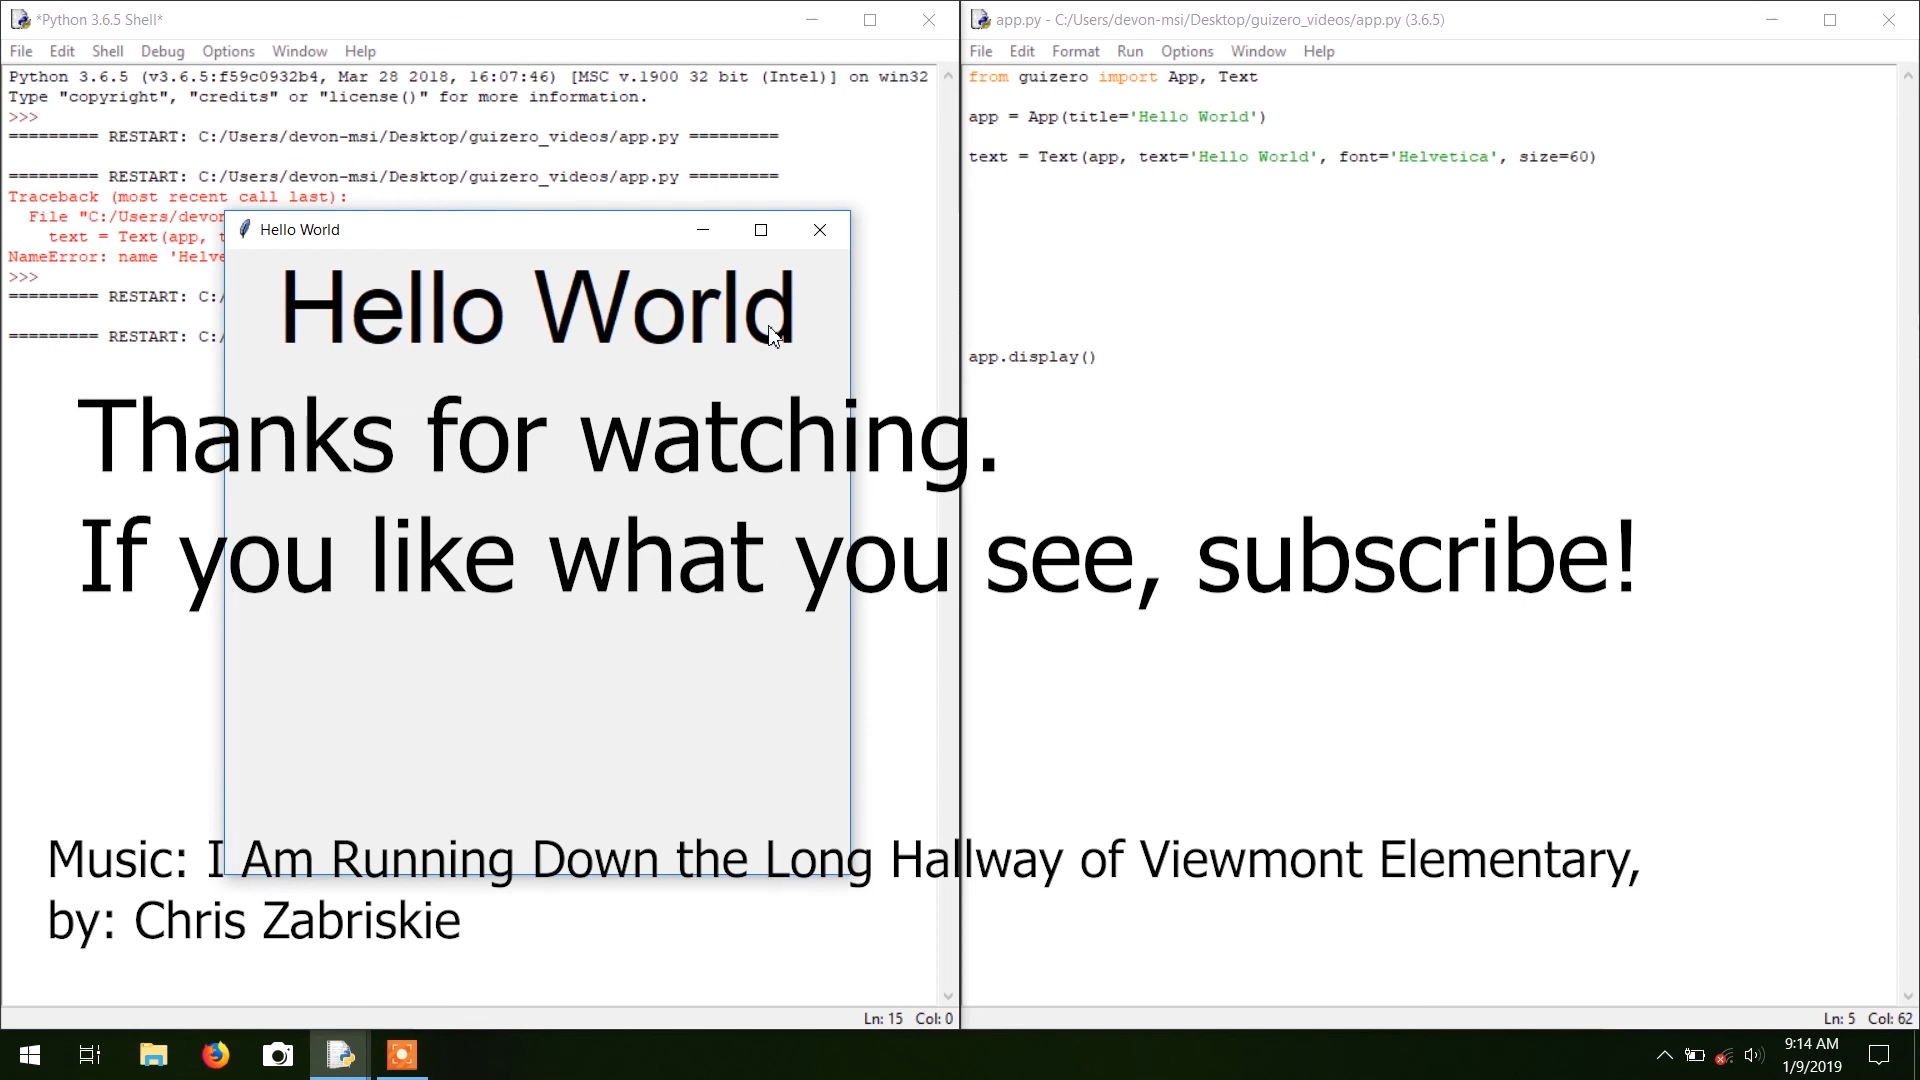 *Python 3.6.5 Shell*
File Edit Shell Debug Options Window Help
Python 3.6.5 (v3.6.5:f59c0932b4, Mar 28 2018, 16:07:46) [MSC v.1900 32 bit (Intel)] on win32
Type "copyright", "credits" or "license()" for more information.
>>>
========= RESTART: C:/Users/devon-msi/Desktop/guizero_videos/app.py =========
========= RESTART: C:/Users/devon-msi/Desktop/guizero_videos/app.py =========
Traceback (most recent call last):
File "C:/Users/devon
text = Text(app, t
NameError: name 'Helve
>>>
========= RESTART: C:/
========= RESTART: C:/
Ln: 15 Col: 0
Hello World
Hello World
app.py - C:/Users/devon-msi/Desktop/guizero_videos/app.py (3.6.5)
File Edit Format Run Options Window Help
from guizero import App, Text
app = App(title='Hello World')
text = Text(app, text='Hello World', font='Helvetica', size=60)
app.display()
Ln: 5 Col: 62
Thanks for watching.
If you like what you see, subscribe!
Music: I Am Running Down the Long Hallway of Viewmont Elementary,
by: Chris Zabriskie
9:14 AM
1/9/2019